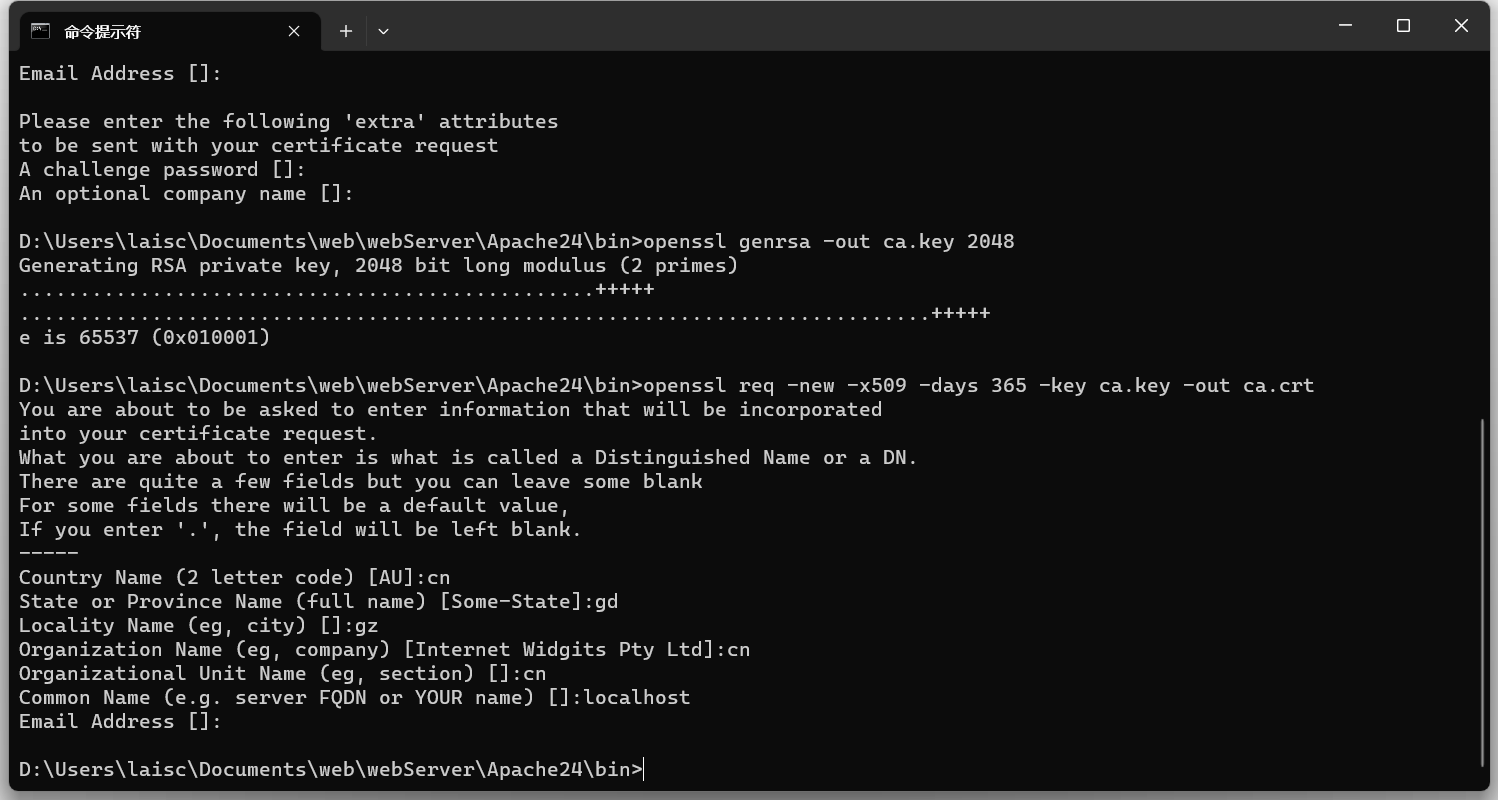 命令提示符
Email Address []:
Please enter the following 'extra' attributes
to be sent with your certificate request
A challenge password []:
An optional company name []:
D:\Users\laisc\Documents\web\webServer\Apache24\bin>openssl genrsa -out ca.key 2048
Generating RSA private key, 2048 bit long modulus (2 primes)
................................................+++++
............................................................................+++++
e is 65537 (0x010001)
D:\Users\laisc\Documents\web\webServer\Apache24\bin>openssl req -new -x509 -days 365 -key ca.key -out ca.crt
You are about to be asked to enter information that will be incorporated
into your certificate request.
What you are about to enter is what is called a Distinguished Name or a DN.
There are quite a few fields but you can leave some blank
For some fields there will be a default value,
If you enter '.', the field will be left blank.
-----
Country Name (2 letter code) [AU]:cn
State or Province Name (full name) [Some-State]:gd
Locality Name (eg, city) []:gz
Organization Name (eg, company) [Internet Widgits Pty Ltd]:cn
Organizational Unit Name (eg, section) []:cn
Common Name (e.g. server FQDN or YOUR name) []:localhost
Email Address []:
D:\Users\laisc\Documents\web\webServer\Apache24\bin>